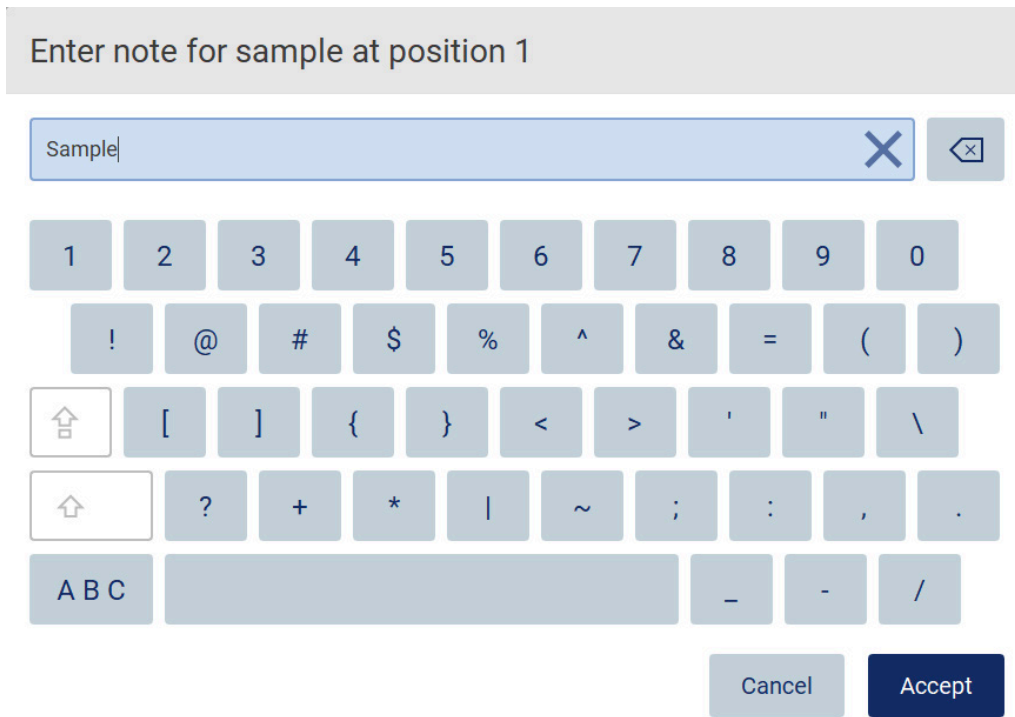 Enter note for sample at position 1
Sample
1 2 3 4 5 6 7 8 9 0
! @ # $ % ^ & = ( )
[ ] { } < > ' " \
? + * | ~ ; : , .
A B C _ - /
Cancel Accept